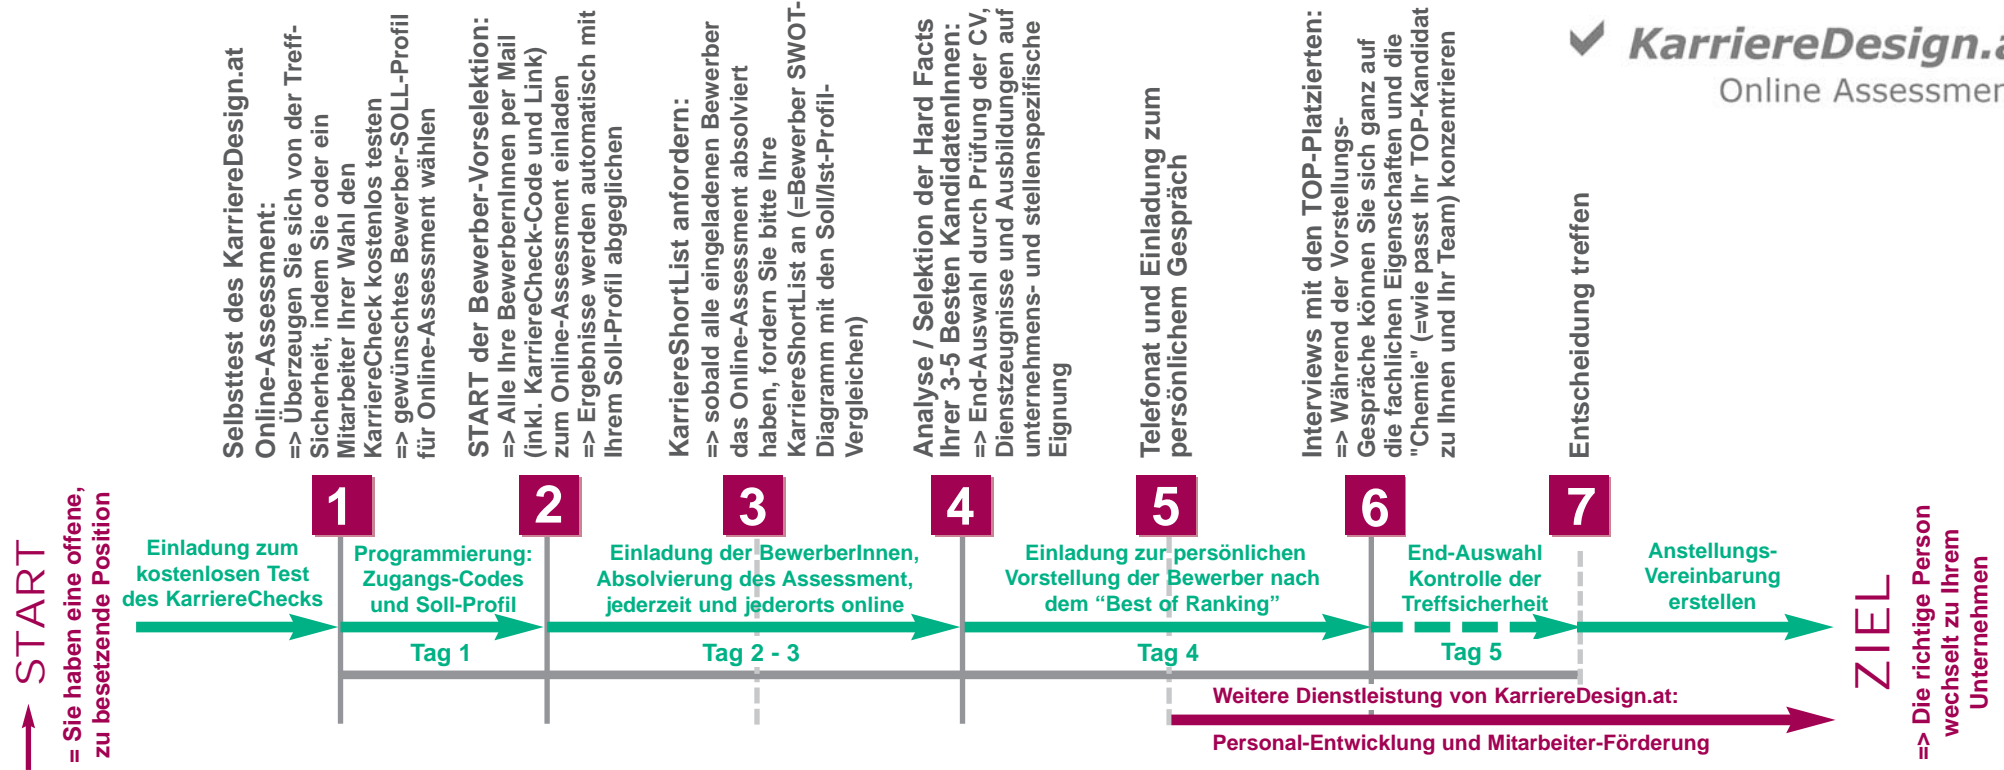 KarriereDesign.a
Online Assessmen
START
= Sie haben eine offene,
zu besetzende Position
Selbsttest des KarriereDesign.at
Online-Assessment:
=> Überzeugen Sie sich von der Treff-
Sicherheit, indem Sie oder ein
Mitarbeiter Ihrer Wahl den
KarriereCheck kostenlos testen
=> gewünschtes Bewerber-SOLL-Profil
für Online-Assessment wählen
START der Bewerber-Vorselektion:
=> Alle Ihre BewerbernInnen per Mail
(inkl. KarriereCheck-Code und Link)
zum Online-Assessment einladen
=> Ergebnisse werden automatisch mit
Ihrem Soll-Profil abgeglichen
KarriereShortList anfordern:
=> sobald alle eingeladenen Bewerber
das Online-Assessment absolviert
haben, fordern Sie bitte Ihre
KarriereShortList an (=Bewerber SWOT-
Diagramm mit den Soll/Ist-Profil-
Vergleichen)
Analyse / Selektion der Hard Facts
Ihrer 3-5 Besten KandidatenInnen:
=> End-Auswahl durch Prüfung der CV,
Dienstzeugnisse und Ausbildungen auf
unternehmens- und stellenspezifische
Eignung
Telefonat und Einladung zum
persönlichem Gespräch
Interviews mit den TOP-Platzierten:
=> Während der Vorstellungs-
Gespräche können Sie sich ganz auf
die fachlichen Eigenschaften und die
"Chemie" (=wie passt Ihr TOP-Kandidat
zu Ihnen und Ihr Team) konzentrieren
Entscheidung treffen
1
2
3
4
5
6
7
Einladung zum
kostenlosen Test
des KarriereChecks
Programmierung:
Zugangs-Codes
und Soll-Profil
Einladung der BewerberInnen,
Absolvierung des Assessment,
jederzeit und jederorts online
Einladung zur persönlichen
Vorstellung der Bewerber nach
dem “Best of Ranking”
End-Auswahl
Kontrolle der
Treffsicherheit
Anstellungs-
Vereinbarung
erstellen
Tag 1
Tag 2 - 3
Tag 4
Tag 5
Weitere Dienstleistung von KarriereDesign.at:
Personal-Entwicklung und Mitarbeiter-Förderung
ZIEL
=> Die richtige Person
wechselt zu Ihrem
Unternehmen